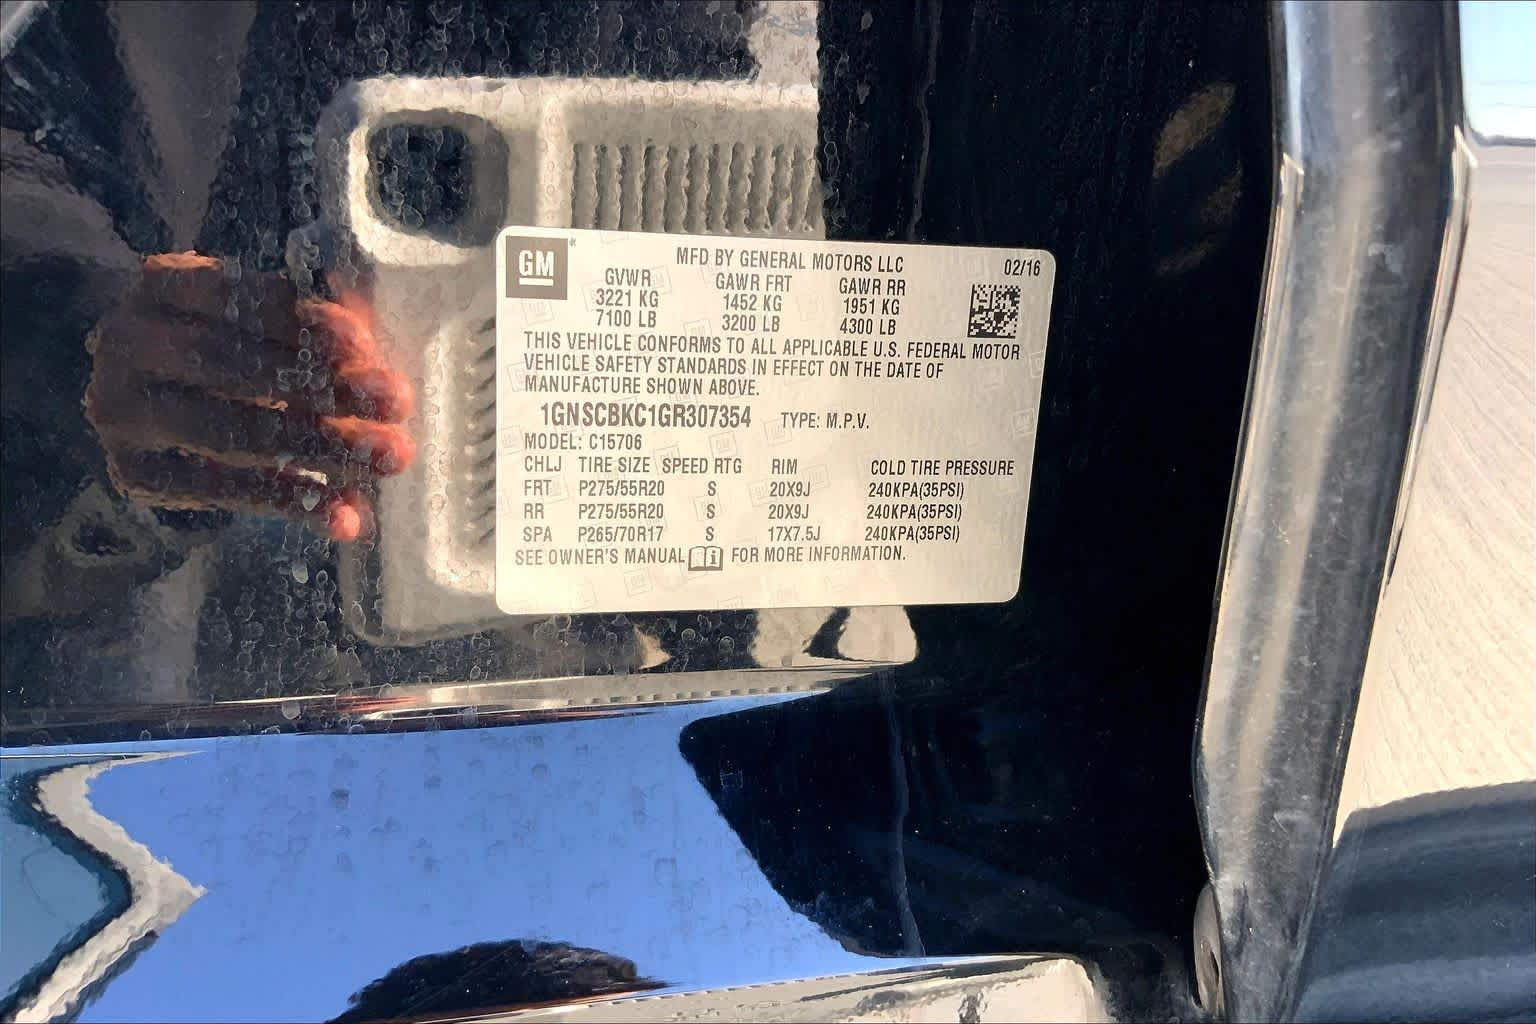 GM
MFD BY GENERAL MOTORS LLC 02/16
GVWR GAWR FRT GAWR RR
3221 KG 1452 KG 1951 KG
7100 LB 3200 LB 4300 LB
THIS VEHICLE CONFORMS TO ALL APPLICABLE U.S. FEDERAL MOTOR
VEHICLE SAFETY STANDARDS IN EFFECT ON THE DATE OF
MANUFACTURE SHOWN ABOVE.
1GNSCBKC1GR307354 TYPE: M.P.V.
MODEL: C15706
CHLJ TIRE SIZE SPEED RTG RIM COLD TIRE PRESSURE
FRT P275/55R20 S 20X9J 240KPA(35PSI)
RR P275/55R20 S 20X9J 240KPA(35PSI)
SPA P265/70R17 S 17X7.5J 240KPA(35PSI)
SEE OWNER'S MANUAL i FOR MORE INFORMATION.